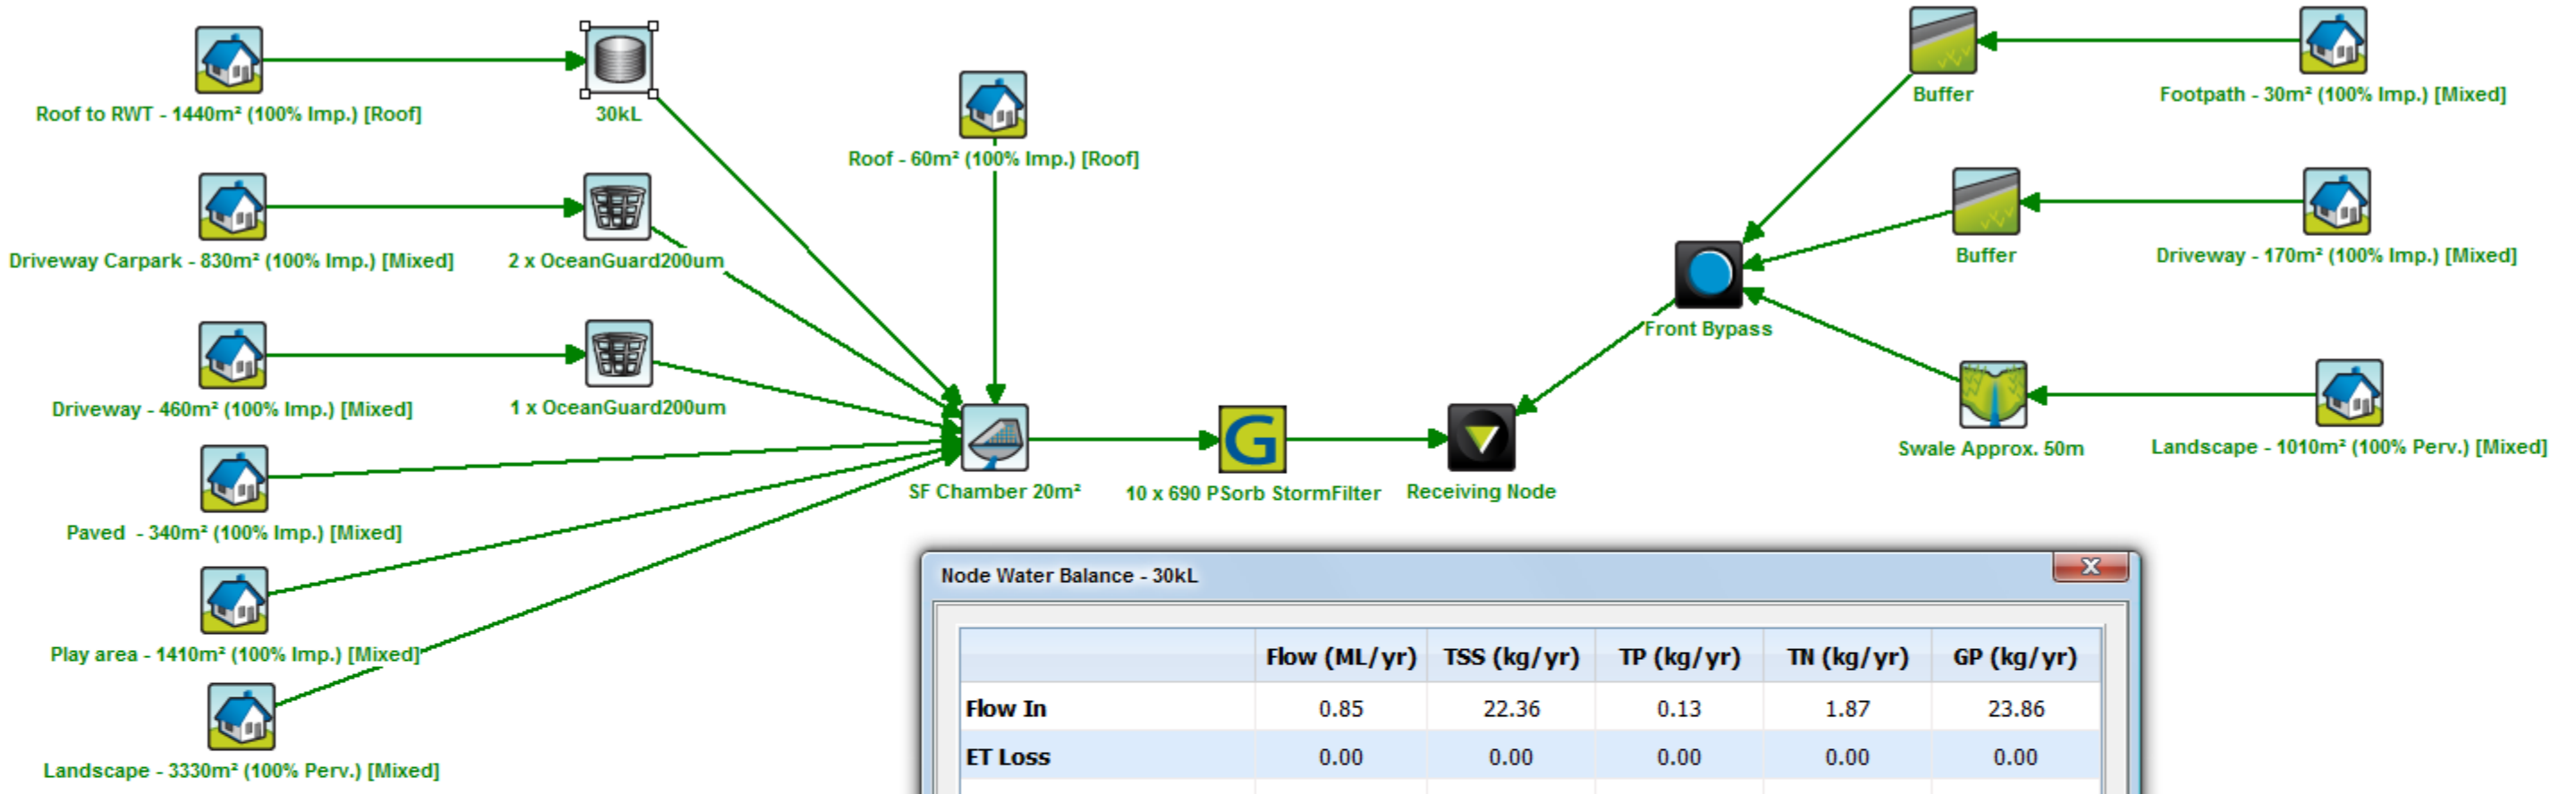 Roof to RWT - 1440m² (100% Imp.) [Roof]
30kL
Roof - 60m² (100% Imp.) [Roof]
Buffer
Footpath - 30m² (100% Imp.) [Mixed]
Driveway Carpark - 830m² (100% Imp.) [Mixed]
2 x OceanGuard200um
Buffer
Driveway - 170m² (100% Imp.) [Mixed]
Front Bypass
Driveway - 460m² (100% Imp.) [Mixed]
1 x OceanGuard200um
Swale Approx. 50m
Landscape - 1010m² (100% Perv.) [Mixed]
G
SF Chamber 20m²
10 x 690 PSorb StormFilter
Receiving Node
Paved - 340m² (100% Imp.) [Mixed]
Play area - 1410m² (100% Imp.) [Mixed]
Landscape - 3330m² (100% Perv.) [Mixed]
Node Water Balance - 30kL
Flow (ML/yr) TSS (kg/yr) TP (kg/yr) TN (kg/yr) GP (kg/yr)
Flow In 0.85 22.36 0.13 1.87 23.86
ET Loss 0.00 0.00 0.00 0.00 0.00